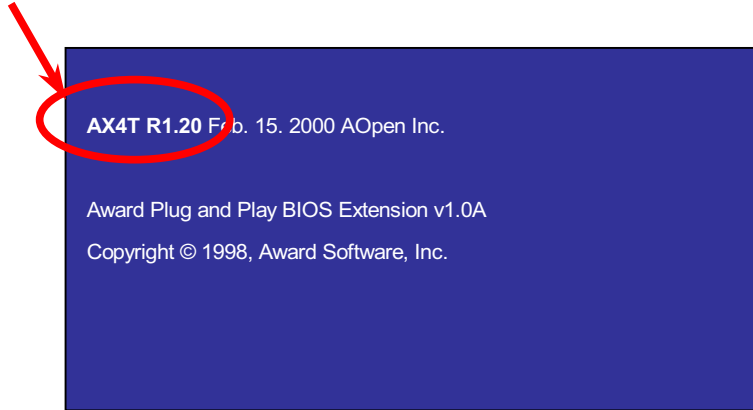 AX4T R1.20 Feb. 15. 2000 AOpen Inc.
Award Plug and Play BIOS Extension v1.0A
Copyright © 1998, Award Software, Inc.